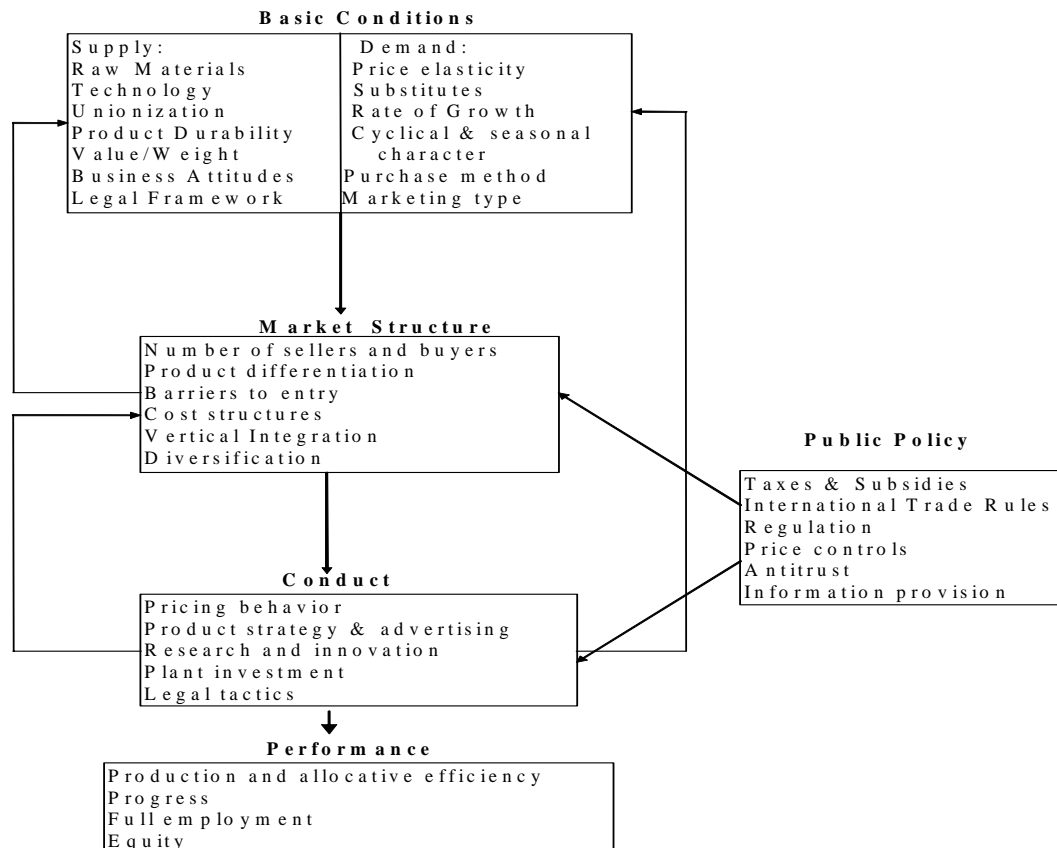 Basic Conditions
Supply:
Raw Materials
Technology
Unionization
Product Durability
Value/Weight
Business Attitudes
Legal Framework
Demand:
Price elasticity
Substitutes
Rate of Growth
Cyclical & seasonal
character
Purchase method
Marketing type
Market Structure
Number of sellers and buyers
Product differentiation
Barriers to entry
Cost structures
Vertical Integration
Diversification
Public Policy
Taxes & Subsidies
International Trade Rules
Regulation
Price controls
Antitrust
Information provision
Conduct
Pricing behavior
Product strategy & advertising
Research and innovation
Plant investment
Legal tactics
Performance
Production and allocative efficiency
Progress
Full employment
Equity